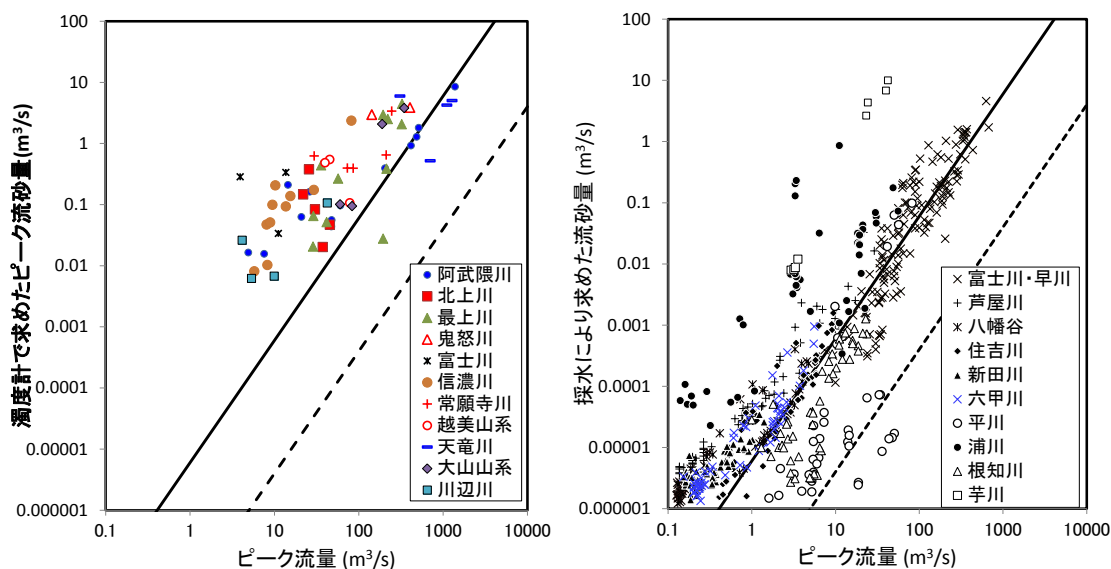 濁度計で求めたピーク流砂量 (m³/s)
100
10
1
0.1
0.01
0.001
0.0001
0.00001
0.000001
0.1
1
10
100
1000
10000
ピーク流量 (m³/s)
阿武隈川
北上川
最上川
鬼怒川
富士川
信濃川
常願寺川
越美山系
天竜川
大山山系
川辺川
採水により求めた流砂量 (m³/s)
100
10
1
0.1
0.01
0.001
0.0001
0.00001
0.000001
0.1
1
10
100
1000
10000
ピーク流量 (m³/s)
富士川・早川
芦屋川
八幡谷
住吉川
新田川
六甲川
平川
浦川
根知川
芋川